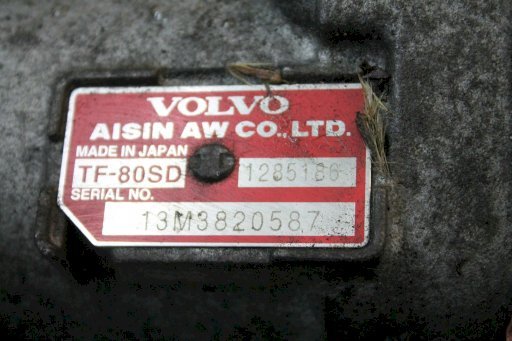 VOLVO
AISIN AW CO., LTD.
MADE IN JAPAN
TF-80SD 1285186
SERIAL NO.
13M3820587